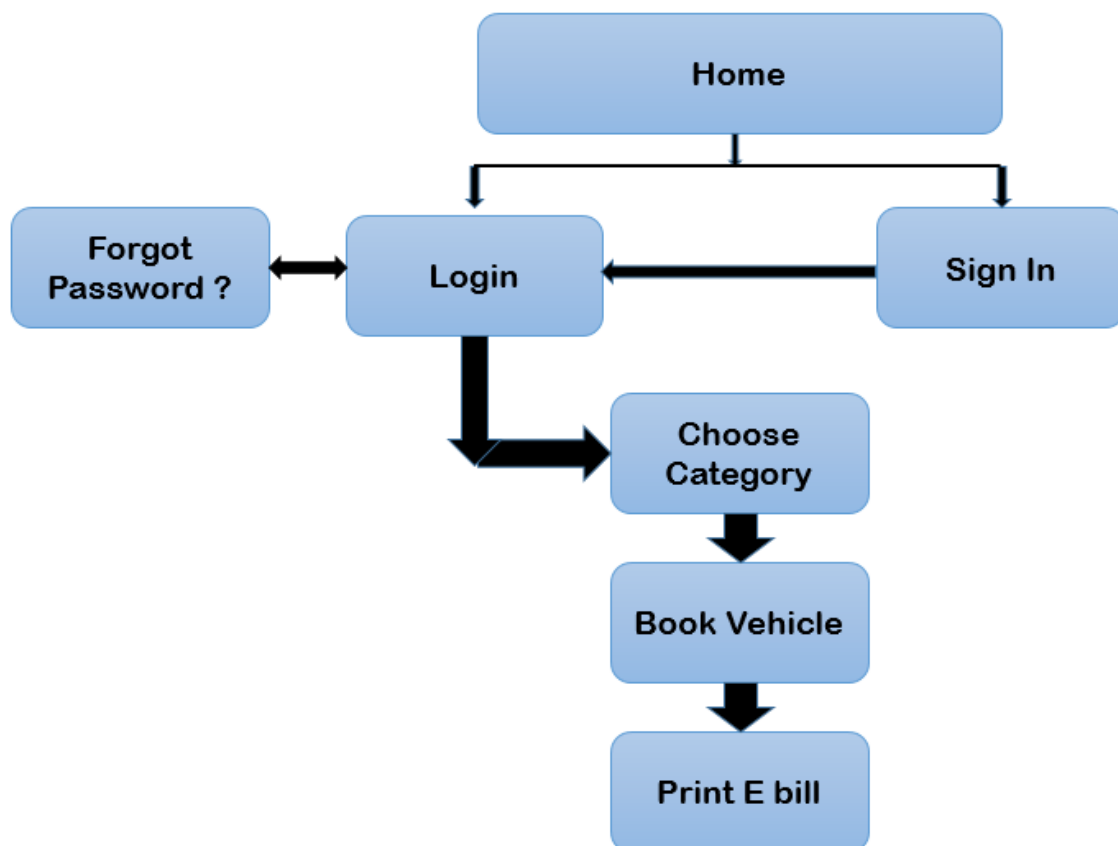 Home
Forgot
Password ?
Login
Sign In
Choose
Category
Book Vehicle
Print E bill